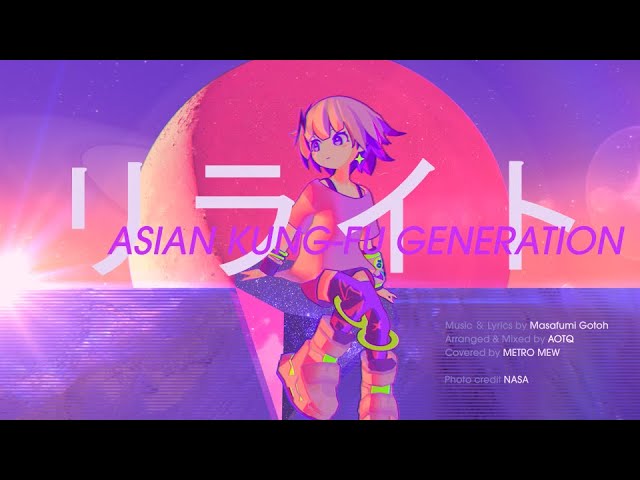 リライト
ASIAN KUNG-FU GENERATION
Music & Lyrics by Masafumi Gotoh
Arranged & Mixed by AOTQ
Covered by METRO MEW
Photo credit NASA